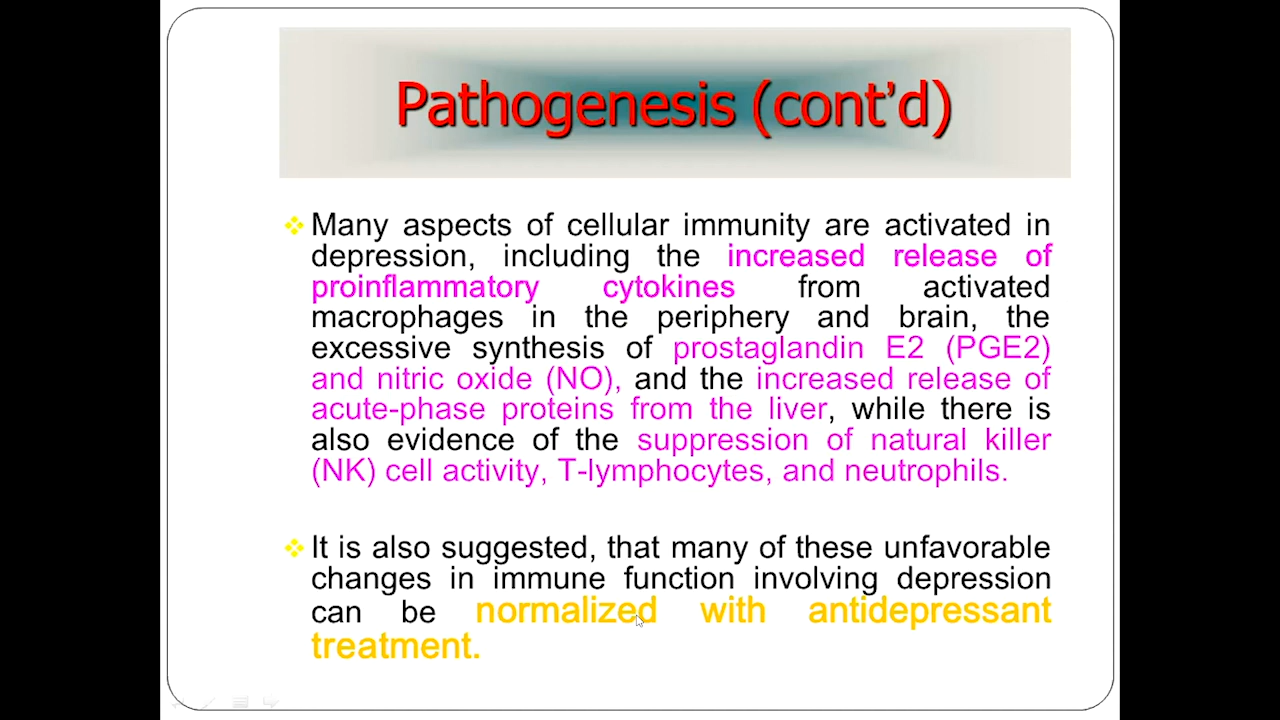 Pathogenesis (cont’d)
Many aspects of cellular immunity are activated in
depression, including the increased release of
proinflammatory cytokines from activated
macrophages in the periphery and brain, the
excessive synthesis of prostaglandin E2 (PGE2)
and nitric oxide (NO), and the increased release of
acute-phase proteins from the liver, while there is
also evidence of the suppression of natural killer
(NK) cell activity, T-lymphocytes, and neutrophils.
It is also suggested, that many of these unfavorable
changes in immune function involving depression
can be normalized with antidepressant
treatment.